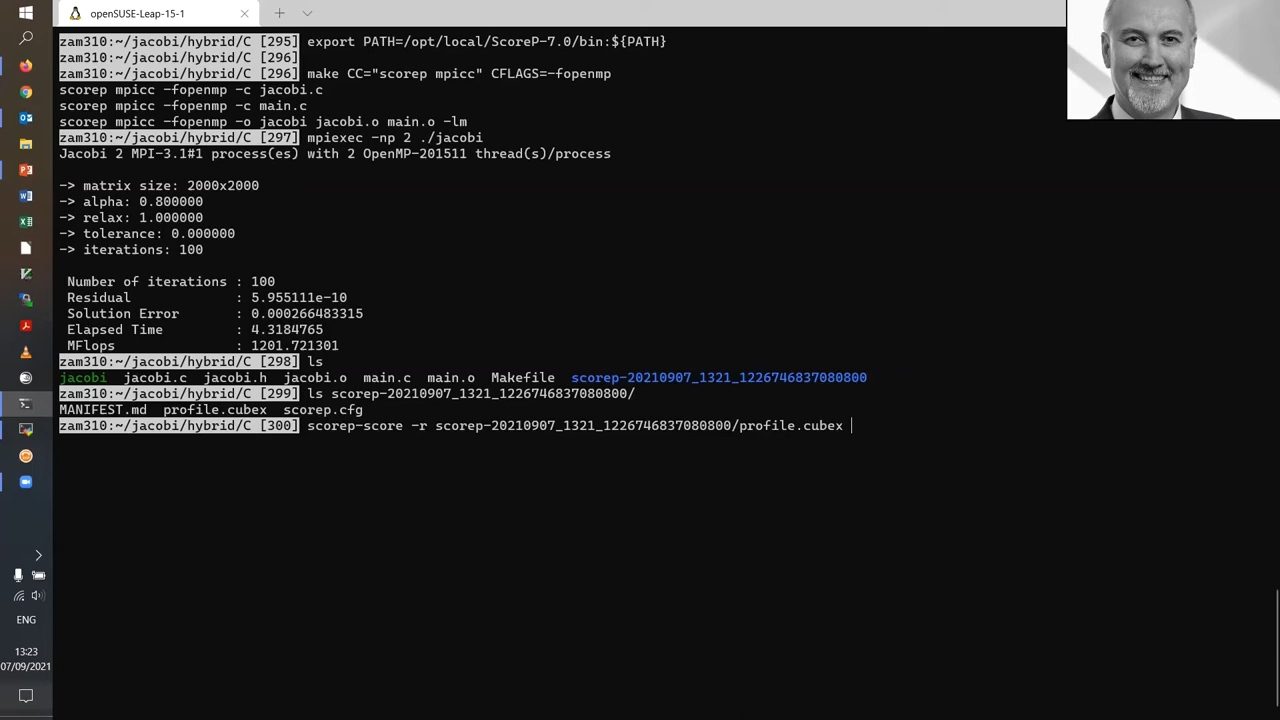 openSUSE-Leap-15-1
zam310:~/jacobi/hybrid/C [295] export PATH=/opt/local/ScoreP-7.0/bin:${PATH}
zam310:~/jacobi/hybrid/C [296]
zam310:~/jacobi/hybrid/C [296] make CC="scorep mpicc" CFLAGS=-fopenmp
scorep mpicc -fopenmp -c jacobi.c
scorep mpicc -fopenmp -c main.c
scorep mpicc -fopenmp -o jacobi jacobi.o main.o -lm
zam310:~/jacobi/hybrid/C [297] mpiexec -np 2 ./jacobi
Jacobi 2 MPI-3.1#1 process(es) with 2 OpenMP-201511 thread(s)/process
-> matrix size: 2000x2000
-> alpha: 0.800000
-> relax: 1.000000
-> tolerance: 0.000000
-> iterations: 100
Number of iterations : 100
Residual : 5.955111e-10
Solution Error : 0.000266483315
Elapsed Time : 4.3184765
MFlops : 1201.721301
zam310:~/jacobi/hybrid/C [298] ls
jacobi jacobi.c jacobi.h jacobi.o main.c main.o Makefile scorep-20210907_1321_1226746837080800
zam310:~/jacobi/hybrid/C [299] ls scorep-20210907_1321_1226746837080800/
MANIFEST.md profile.cubex scorep.cfg
zam310:~/jacobi/hybrid/C [300] scorep-score -r scorep-20210907_1321_1226746837080800/profile.cubex
ENG
13:23
07/09/2021